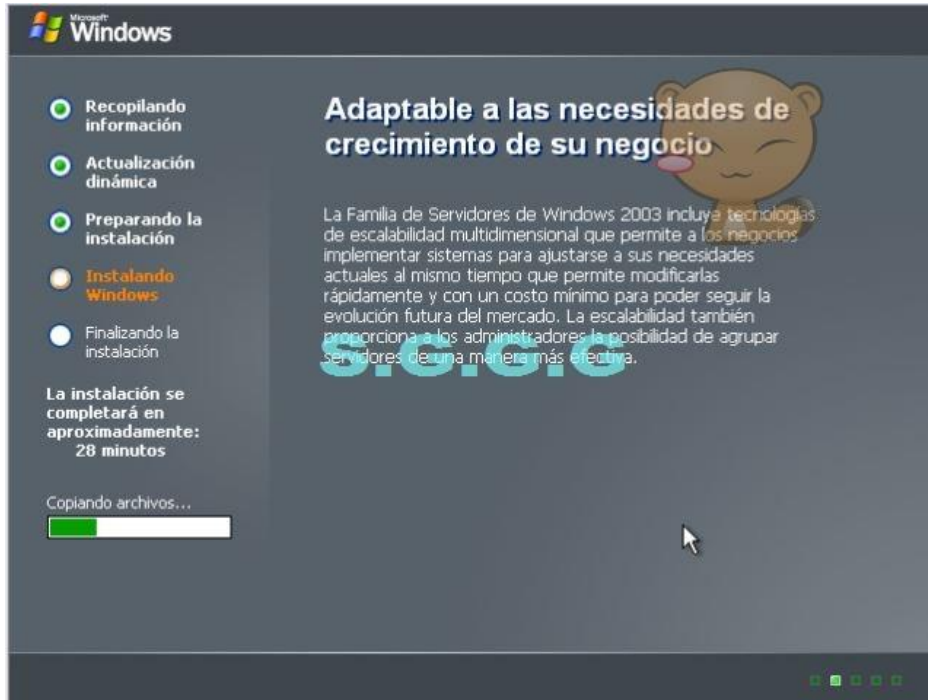 Microsoft
Windows
Recopilando
información
Actualización
dinámica
Preparando la
instalación
Instalando
Windows
Finalizando la
instalación
La instalación se
completará en
aproximadamente:
28 minutos
Copiando archivos...
Adaptable a las necesidades de
crecimiento de su negocio
La Familia de Servidores de Windows 2003 incluye tecnologías
de escalabilidad multidimensional que permite a los negocios
implementar sistemas para ajustarse a sus necesidades
actuales al mismo tiempo que permite modificarlas
rápidamente y con un costo mínimo para poder seguir la
evolución futura del mercado. La escalabilidad también
proporciona a los administradores la posibilidad de agrupar
servidores de una manera más efectiva.
S.G.G.G